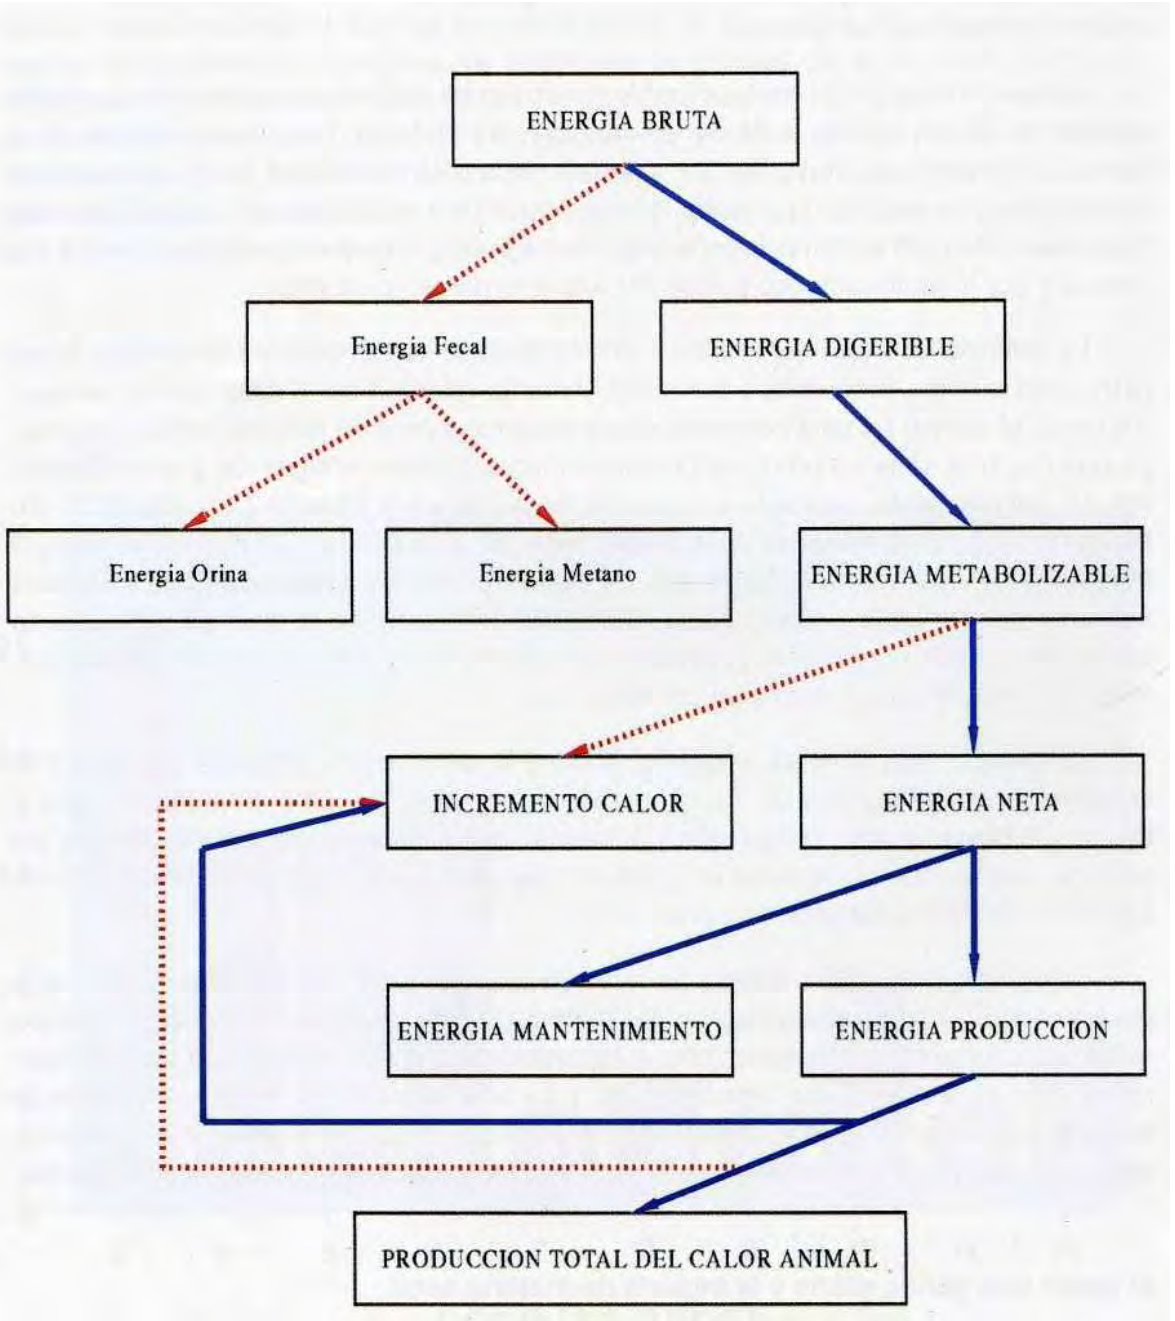 ENERGIA BRUTA
Energia Fecal
ENERGIA DIGERIBLE
Energia Orina
Energia Metano
ENERGIA METABOLIZABLE
INCREMENTO CALOR
ENERGIA NETA
ENERGIA MANTENIMIENTO
ENERGIA PRODUCCION
PRODUCCION TOTAL DEL CALOR ANIMAL